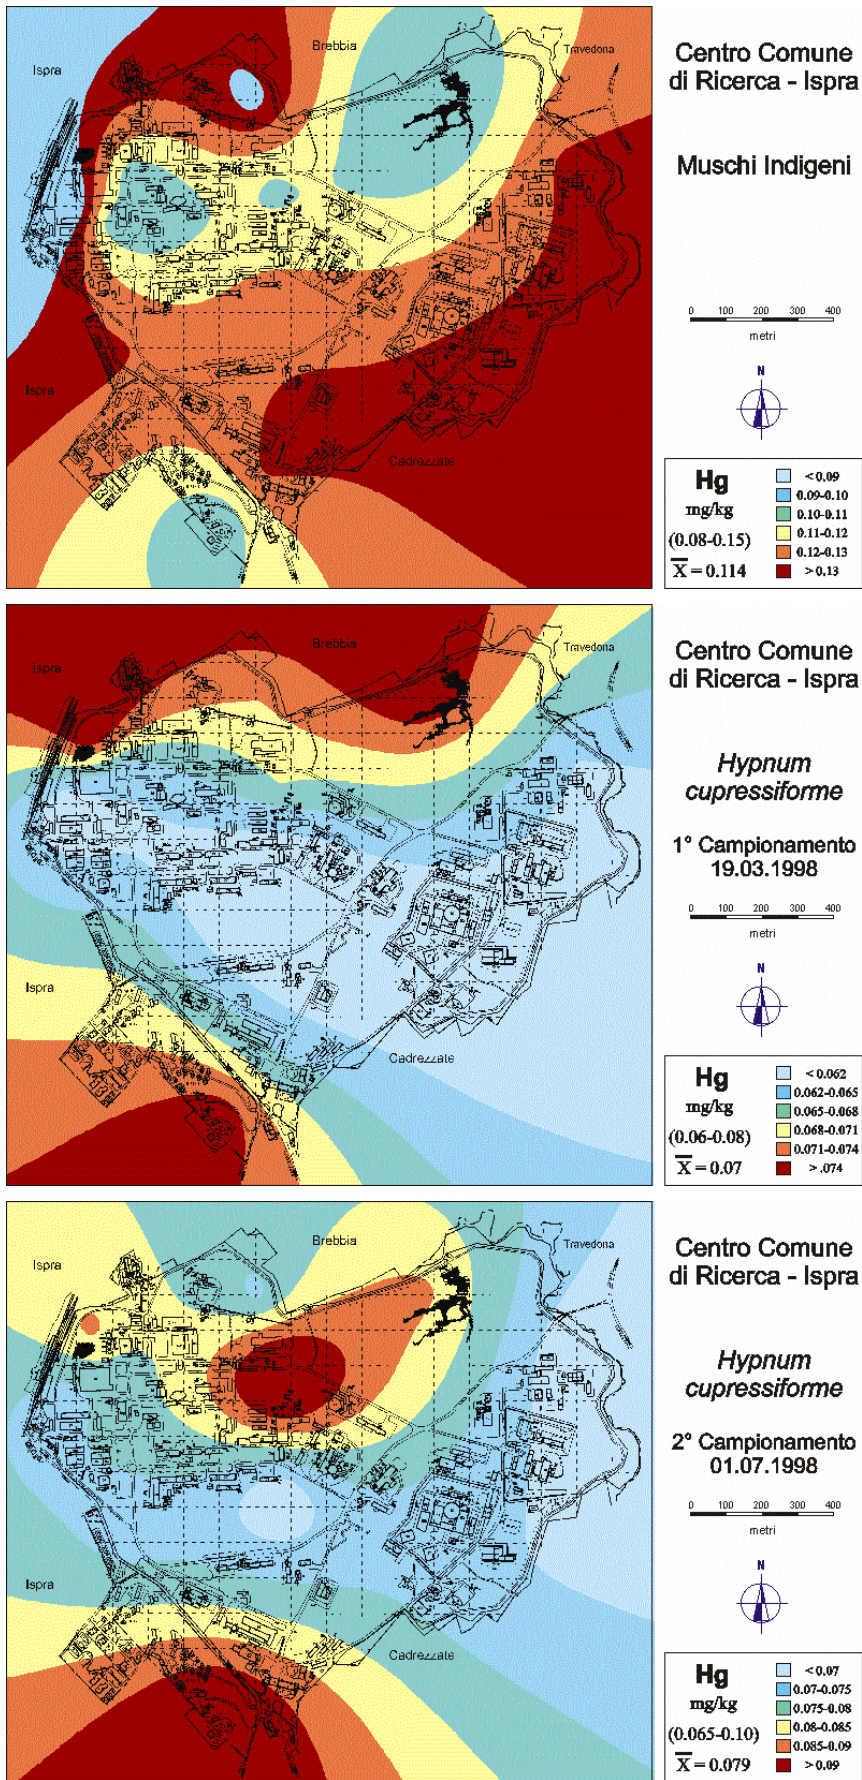 Ispra
Brebbia
Travedona
Ispra
Cadrezzate
Centro Comune
di Ricerca - Ispra
Muschi Indigeni
0 100 200 300 400
metri
N
Hg
mg/kg
(0.08-0.15)
X = 0.114
< 0.09
0.09-0.10
0.10-0.11
0.11-0.12
0.12-0.13
> 0.13
Ispra
Brebbia
Travedona
Ispra
Cadrezzate
Centro Comune
di Ricerca - Ispra
Hypnum
cupressiforme
1° Campionamento
19.03.1998
0 100 200 300 400
metri
N
Hg
mg/kg
(0.06-0.08)
X = 0.07
< 0.062
0.062-0.065
0.065-0.068
0.068-0.071
0.071-0.074
> .074
Ispra
Brebbia
Travedona
Ispra
Cadrezzate
Centro Comune
di Ricerca - Ispra
Hypnum
cupressiforme
2° Campionamento
01.07.1998
0 100 200 300 400
metri
N
Hg
mg/kg
(0.065-0.10)
X = 0.079
< 0.07
0.07-0.075
0.075-0.08
0.08-0.085
0.085-0.09
> 0.09